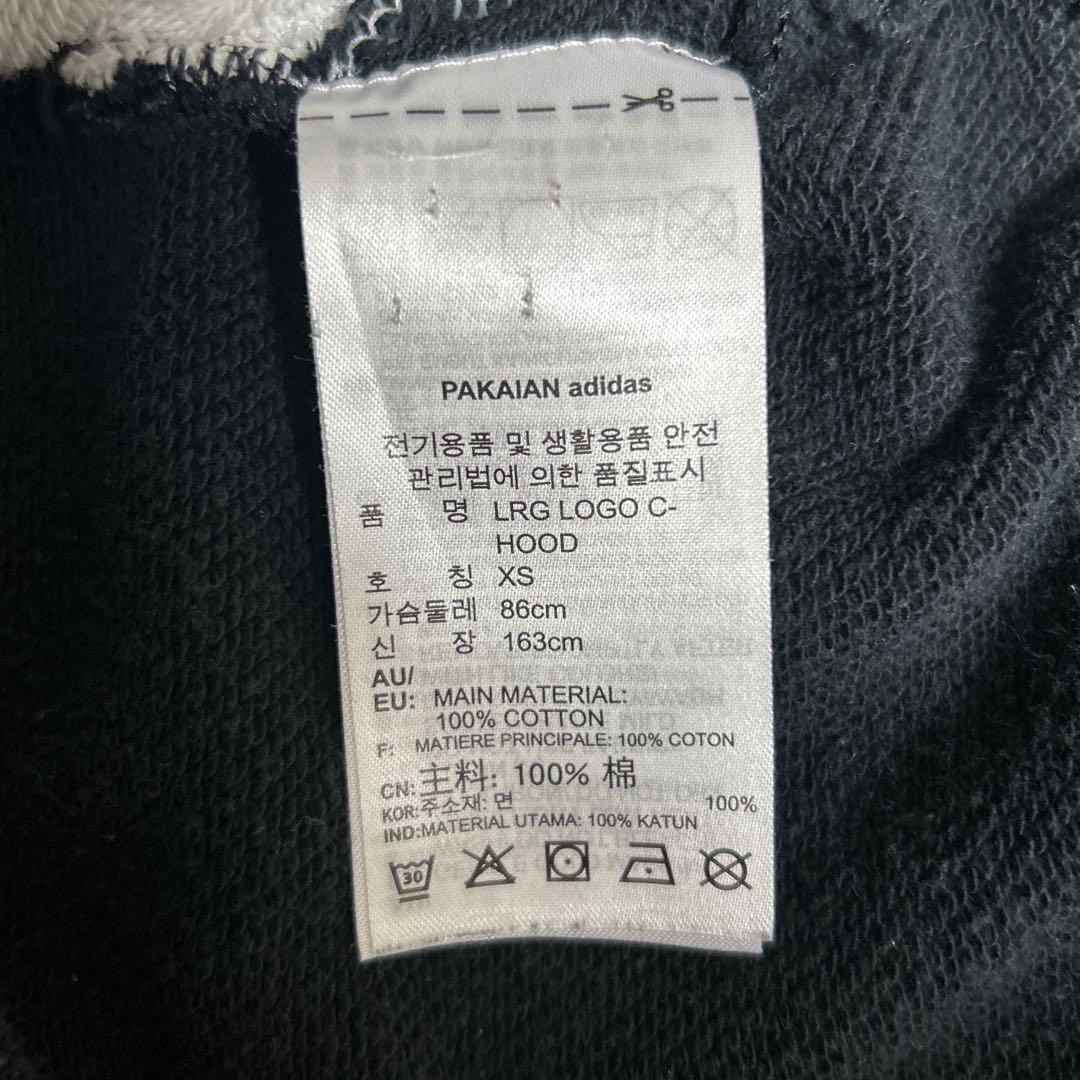 PAKAIAN adidas
전기용품 및 생활용품 안전
관리법에 의한 품질표시
품 명 LRG LOGO C-
HOOD
호 칭 XS
가슴둘레 86cm
신 장 163cm
AU/
EU: MAIN MATERIAL:
100% COTTON
F: MATIERE PRINCIPALE: 100% COTON
CN: 主料: 100% 棉
KOR:주소재: 면 100%
IND:MATERIAL UTAMA: 100% KATUN
30